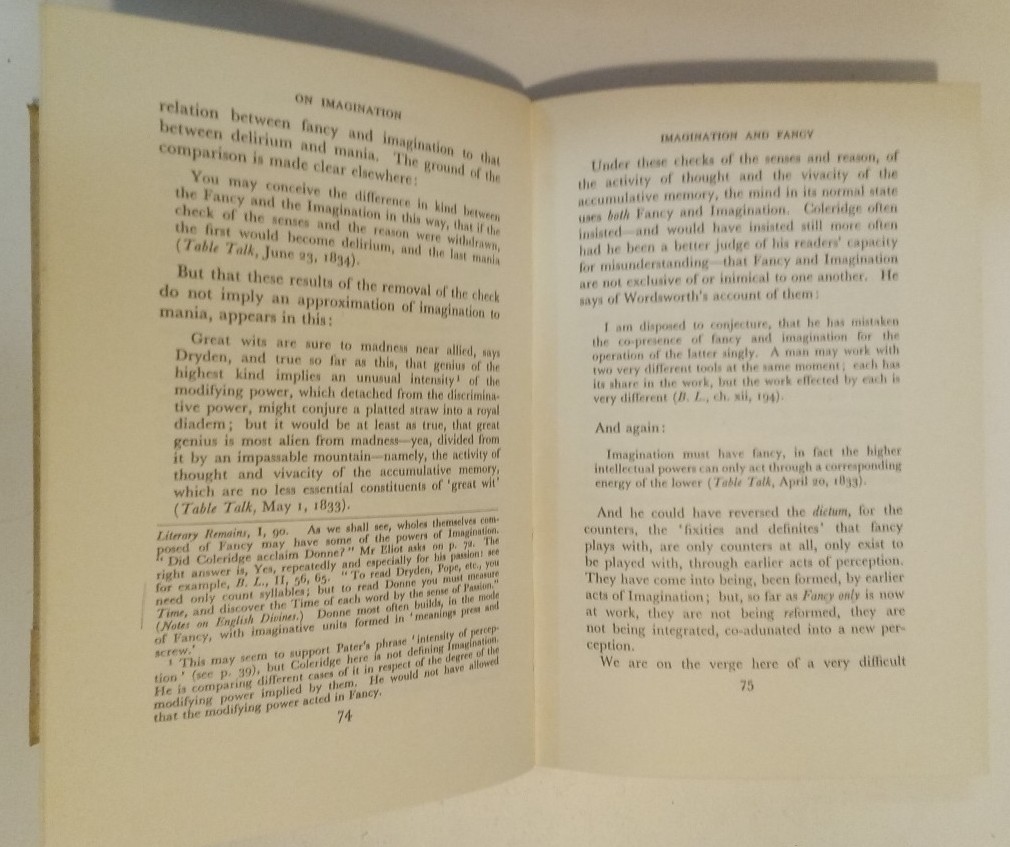 ON IMAGINATION
relation between fancy and imagination to that
between delirium and mania. The ground of the
comparison is made clear elsewhere:
You may conceive the difference in kind between
the Fancy and the Imagination in this way, that if the
check of the senses and the reason were withdrawn,
the first would become delirium, and the last mania
(Table Talk, June 23, 1834).
But that these results of the removal of the check
do not imply an approximation of imagination to
mania, appears in this:
Great wits are sure to madness near allied, says
Dryden, and true so far as this, that genius of the
highest kind implies an unusual intensity¹ of the
modifying power, which detached from the discrimina-
tive power, might conjure a platted straw into a royal
diadem; but it would be at least as true, that great
genius is most alien from madness—yea, divided from
it by an impassable mountain—namely, the activity of
thought and vivacity of the accumulative memory,
which are no less essential constituents of 'great wit'
(Table Talk, May 1, 1833).
Literary Remains, I, 90. As we shall see, wholes themselves com-
posed of Fancy may have some of the powers of Imagination.
"Did Coleridge acclaim Donne?" Mr Eliot asks on p. 72. The
right answer is, Yes, repeatedly and especially for his passion: see
for example, B. L., II, 56, 65. "To read Dryden, Pope, etc., you
need only count syllables; but to read Donne you must measure
Time, and discover the Time of each word by the sense of Passion."
(Notes on English Divines.) Donne most often builds, in the mode
of Fancy, with imaginative units formed in 'meanings press and
screw.'
¹ This may seem to support Pater's phrase 'intensity of percep-
tion' (see p. 39), but Coleridge here is not defining Imagination.
He is comparing different cases of it in respect of the degree of the
modifying power implied by them. He would not have allowed
that the modifying power acted in Fancy.
74
IMAGINATION AND FANCY
Under these checks of the senses and reason, of
the activity of thought and the vivacity of the
accumulative memory, the mind in its normal state
uses both Fancy and Imagination. Coleridge often
insisted—and would have insisted still more often
had he been a better judge of his readers' capacity
for misunderstanding—that Fancy and Imagination
are not exclusive of or inimical to one another. He
says of Wordsworth's account of them:
I am disposed to conjecture, that he has mistaken
the co-presence of fancy and imagination for the
operation of the latter singly. A man may work with
two very different tools at the same moment; each has
its share in the work, but the work effected by each is
very different (B. L., ch. xii, 194).
And again:
Imagination must have fancy, in fact the higher
intellectual powers can only act through a corresponding
energy of the lower (Table Talk, April 20, 1833).
And he could have reversed the dictum, for the
counters, the 'fixities and definites' that fancy
plays with, are only counters at all, only exist to
be played with, through earlier acts of perception.
They have come into being, been formed, by earlier
acts of Imagination; but, so far as Fancy only is now
at work, they are not being reformed, they are
not being integrated, co-adunated into a new per-
ception.
We are on the verge here of a very difficult
75